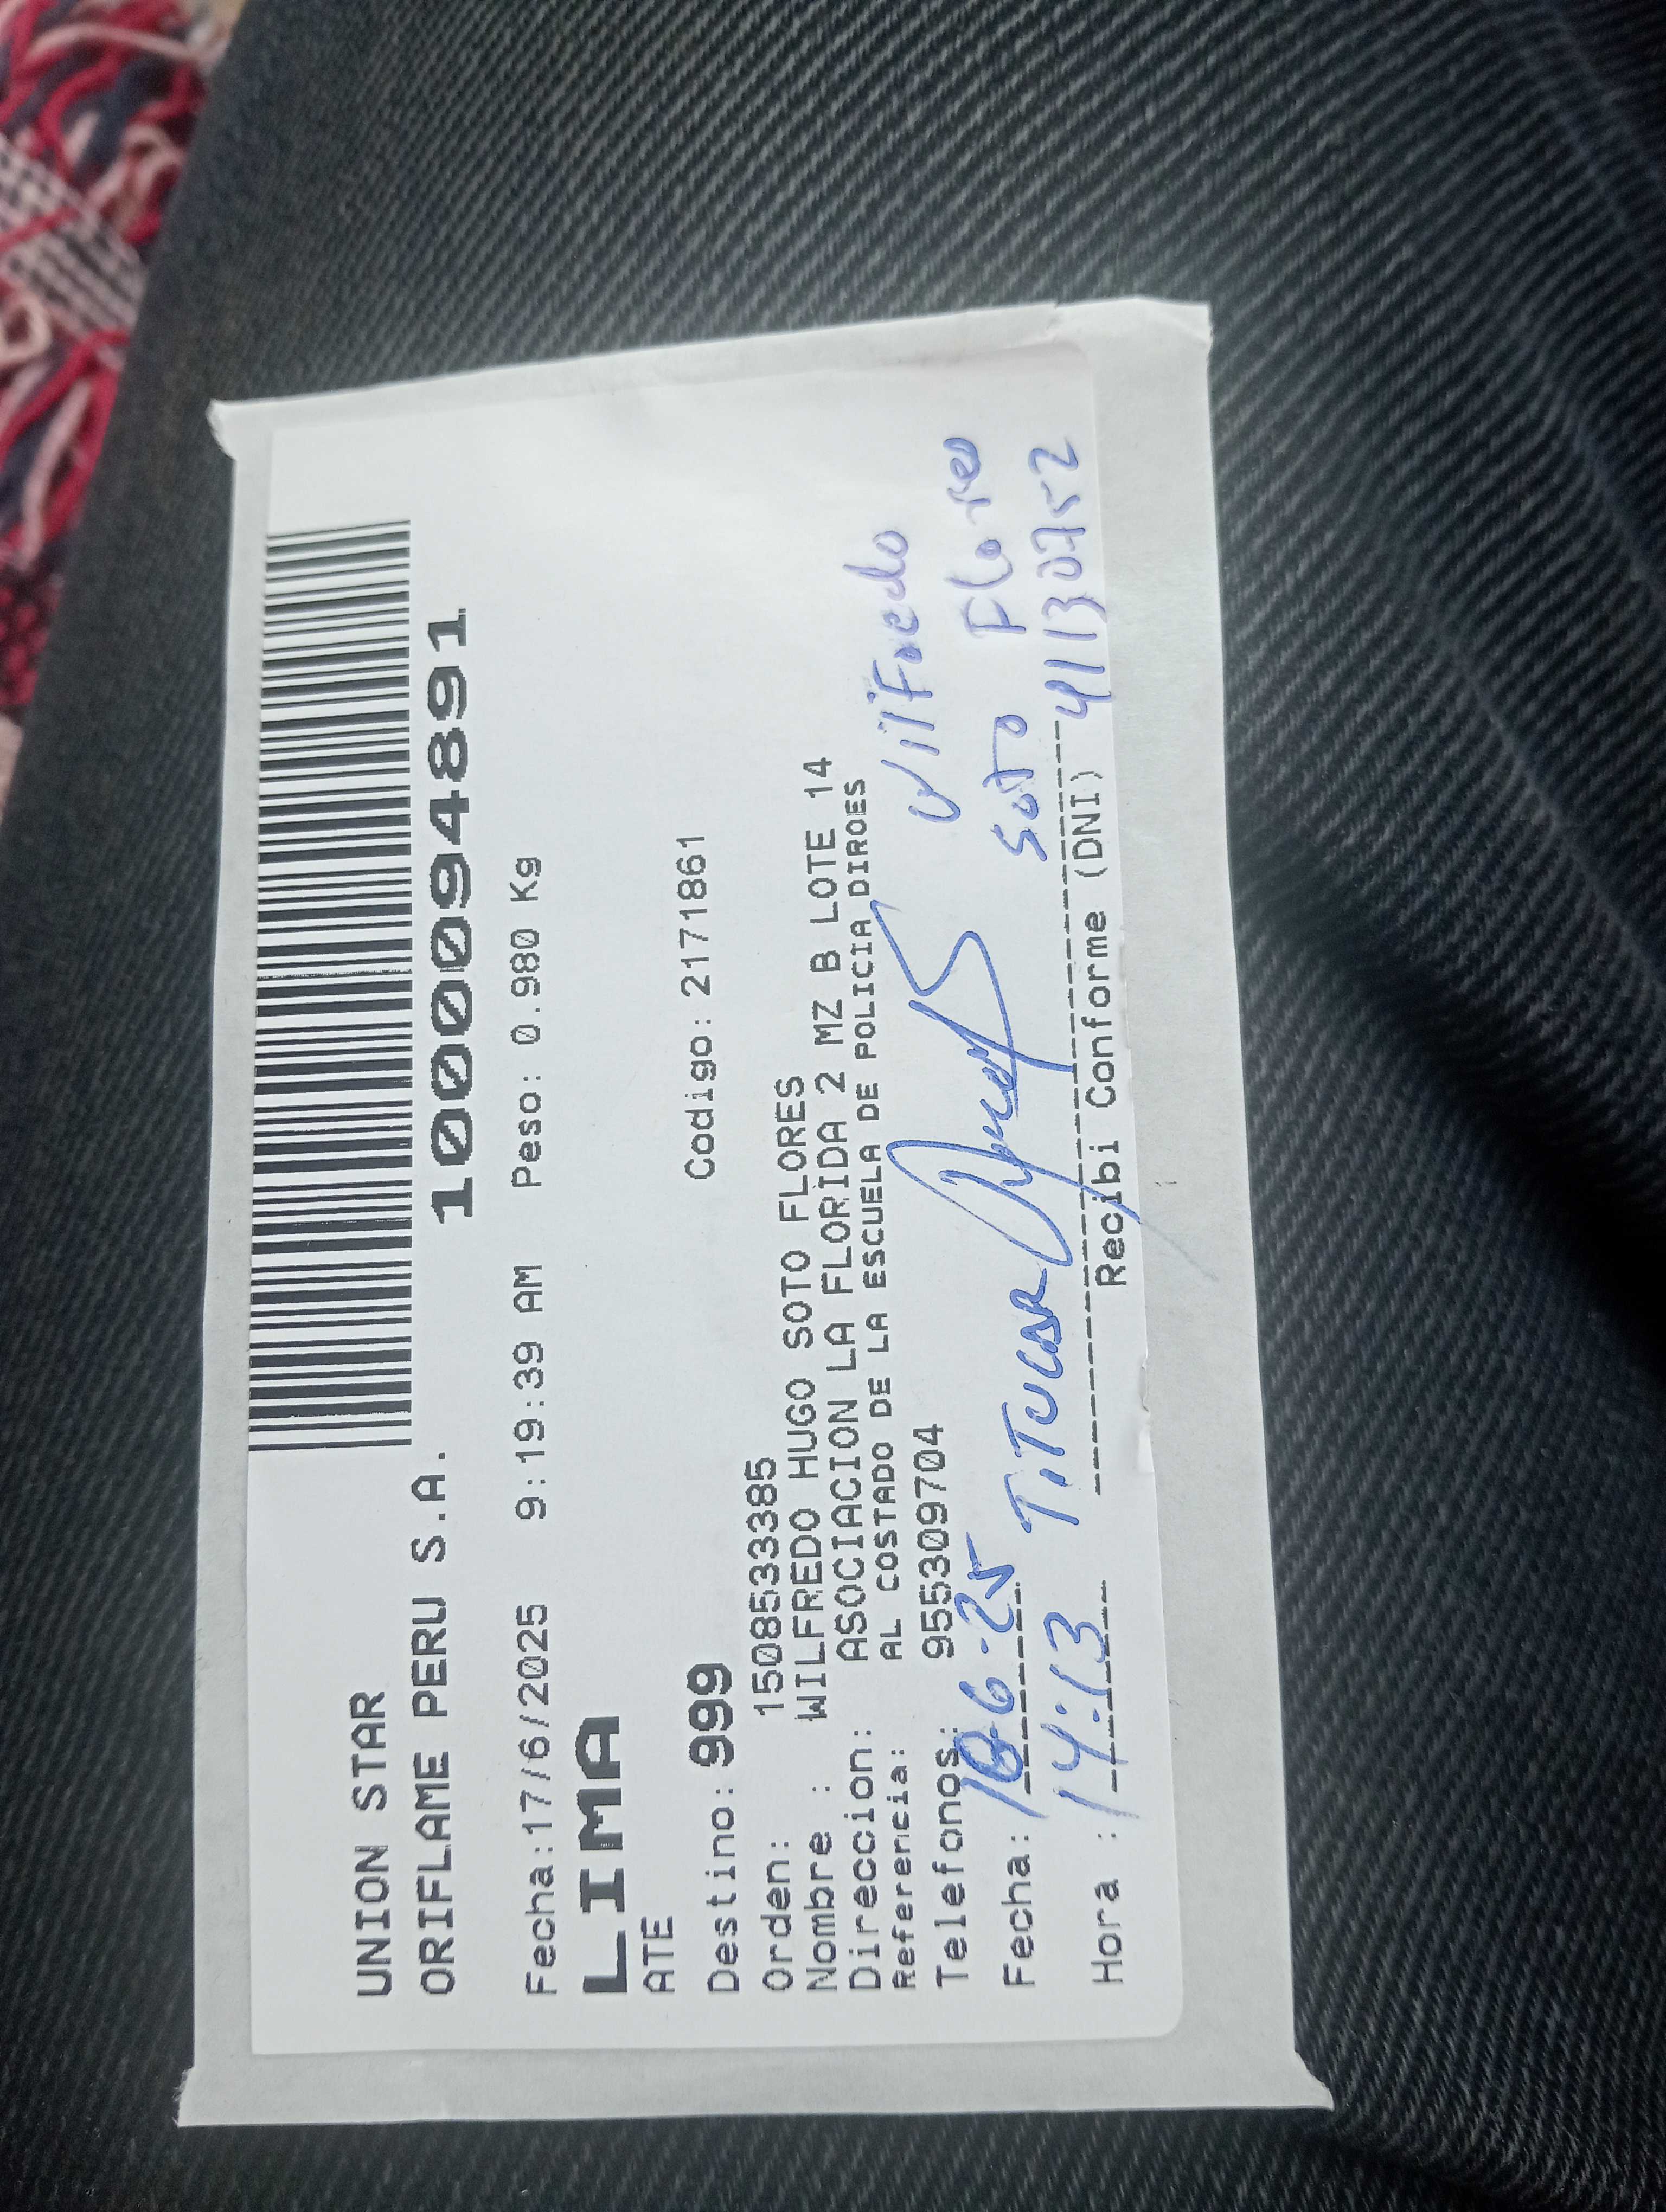 UNION STAR
ORIFLAME PERU S.A.
1000948891
Fecha:17/6/2025 9:19:39 AM Peso: 0.980 Kg
LIMA
ATE
Destino: 999 Codigo: 2171861
Orden: 1508533385
Nombre : WILFREDO HUGO SOTO FLORES
Direccion: ASOCIACION LA FLORIDA 2 MZ B LOTE 14
Referencia: AL COSTADO DE LA ESCUELA DE POLICIA DIROES
Telefonos: 955309704
Wilfredo
Fecha: 18-6-25 TiTULAR Soto Flores
Hora : 14:13 41130752
Recibi Conforme (DNI)